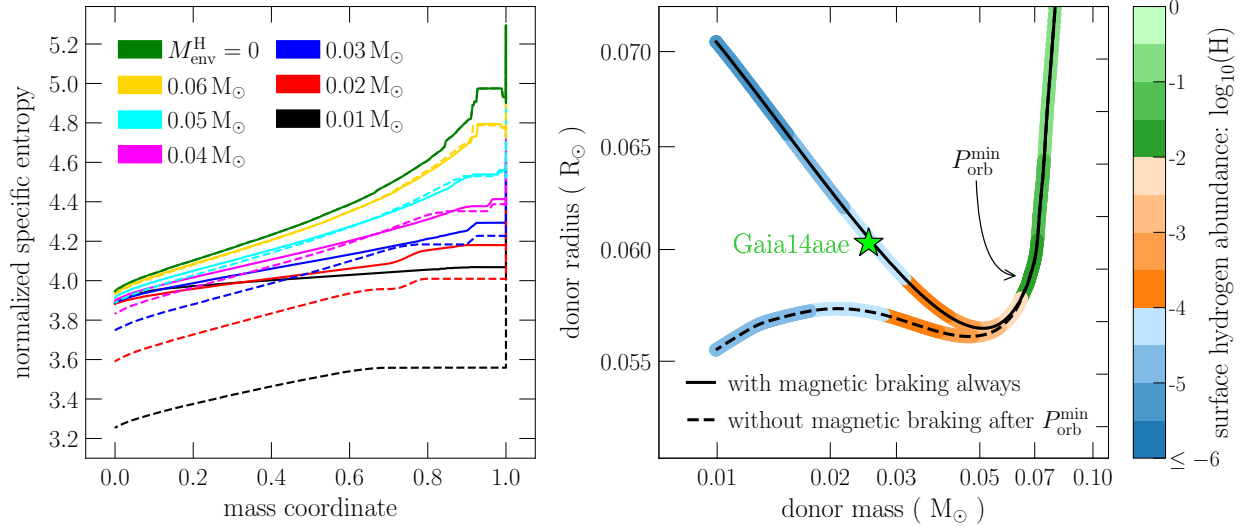 normalized specific entropy
5.2
5.0
4.8
4.6
4.4
4.2
4.0
3.8
3.6
3.4
3.2
M_env^H = 0
0.06 M⊙
0.05 M⊙
0.04 M⊙
0.03 M⊙
0.02 M⊙
0.01 M⊙
0.0 0.2 0.4 0.6 0.8 1.0
mass coordinate
donor radius ( R⊙ )
0.070
0.065
0.060
0.055
P_orb^min
Gaia14aae
with magnetic braking always
without magnetic braking after P_orb^min
0.01 0.02 0.03 0.05 0.07 0.10
donor mass ( M⊙ )
0
-1
-2
-3
-4
-5
≤ −6
surface hydrogen abundance: log10(H)